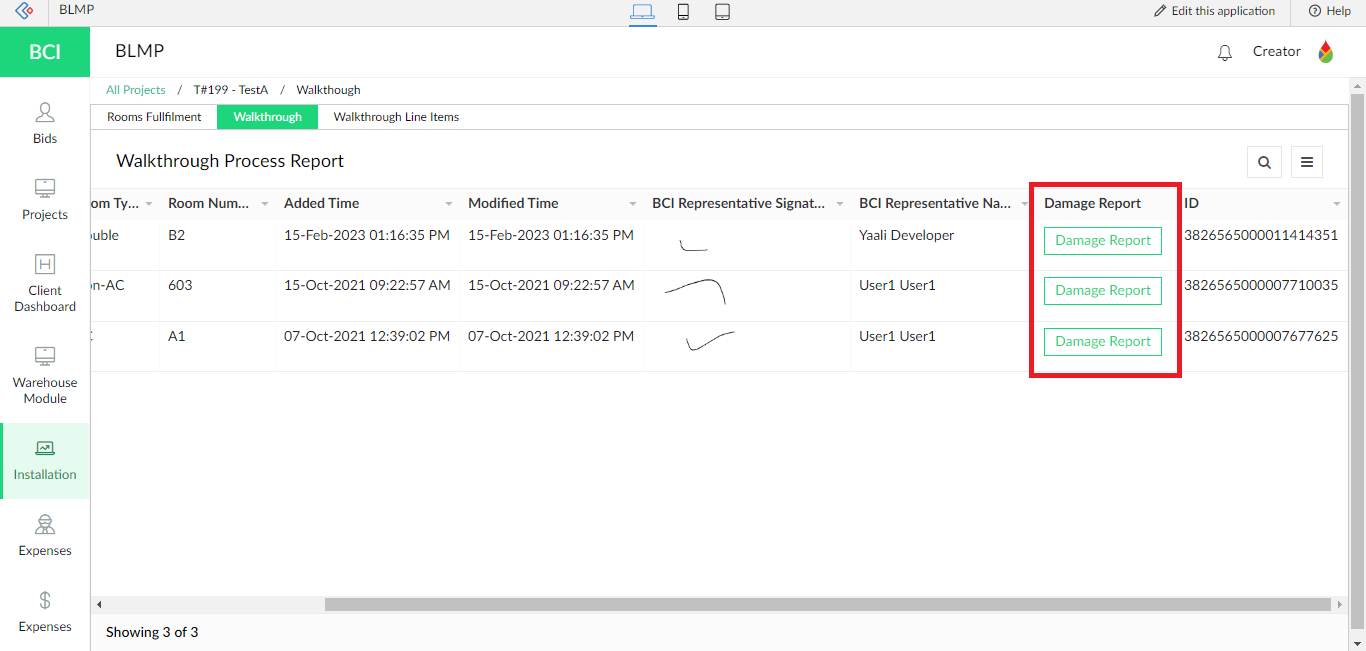 BLMP
Edit this application
Help
BCI
BLMP
Creator
All Projects / T#199 - TestA / Walkthough
Rooms Fullfilment Walkthrough Walkthrough Line Items
Walkthrough Process Report
om Ty... Room Num... Added Time Modified Time BCI Representative Signat... BCI Representative Na... Damage Report ID
uble B2 15-Feb-2023 01:16:35 PM 15-Feb-2023 01:16:35 PM Yaali Developer Damage Report 3826565000011414351
n-AC 603 15-Oct-2021 09:22:57 AM 15-Oct-2021 09:22:57 AM User1 User1 Damage Report 3826565000007710035
A1 07-Oct-2021 12:39:02 PM 07-Oct-2021 12:39:02 PM User1 User1 Damage Report 3826565000007677625
Showing 3 of 3
Bids
Projects
Client
Dashboard
Warehouse
Module
Installation
Expenses
Expenses